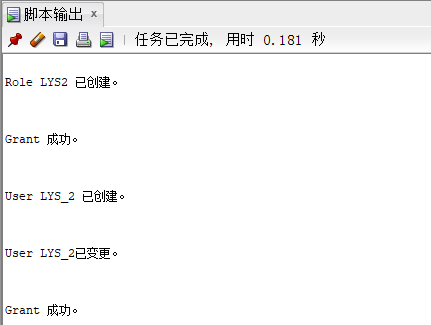 脚本输出 ×
任务已完成, 用时 0.181 秒
Role LYS2 已创建。
Grant 成功。
User LYS_2 已创建。
User LYS_2已变更。
Grant 成功。